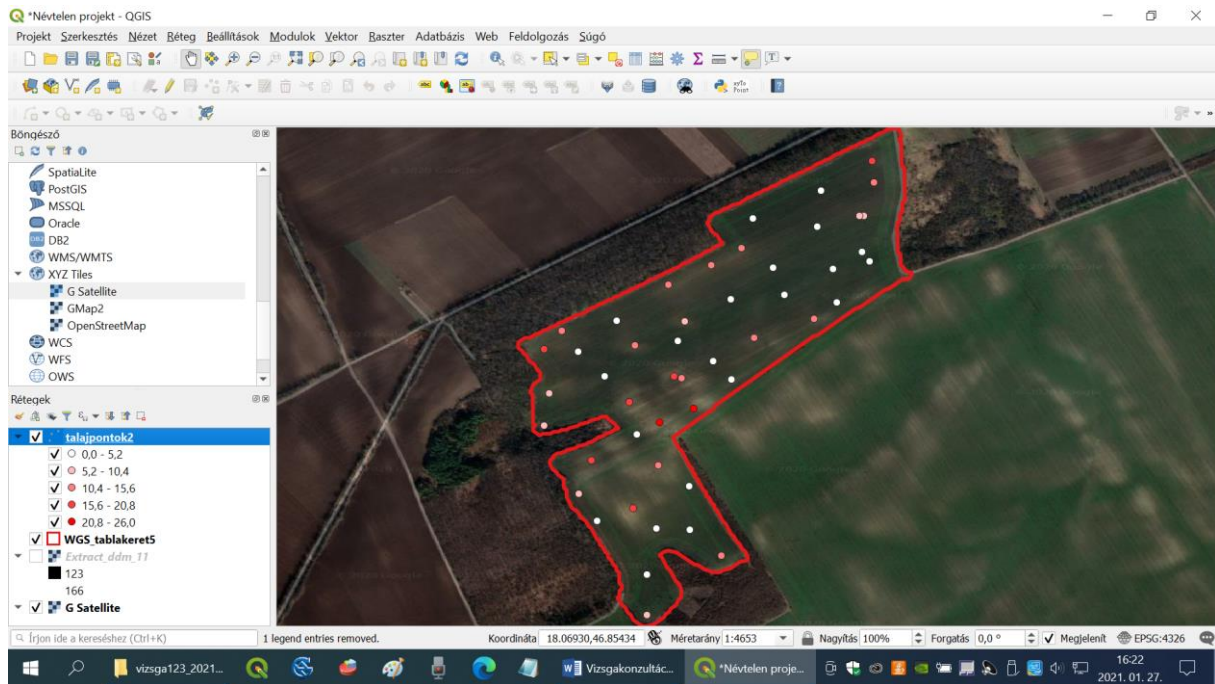 *Névtelen projekt - QGIS
Projekt Szerkesztés Nézet Réteg Beállítások Modulok Vektor Raszter Adatbázis Web Feldolgozás Súgó
Böngésző
SpatiaLite
PostGIS
MSSQL
Oracle
DB2
WMS/WMTS
XYZ Tiles
G Satellite
GMap2
OpenStreetMap
WCS
WFS
OWS
Rétegek
talajpontok2
0,0 - 5,2
5,2 - 10,4
10,4 - 15,6
15,6 - 20,8
20,8 - 26,0
WGS_tablakeret5
Extract_ddm_11
123
166
G Satellite
Írjon ide a kereséshez (Ctrl+K) 1 legend entries removed. Koordináta 18.06930,46.85434 Méretarány 1:4653 Nagyítás 100% Forgatás 0,0 ° Megjelenít EPSG:4326
vizsga123_2021... Vizsgakonzultác... *Névtelen proje... 16:22
2021. 01. 27.